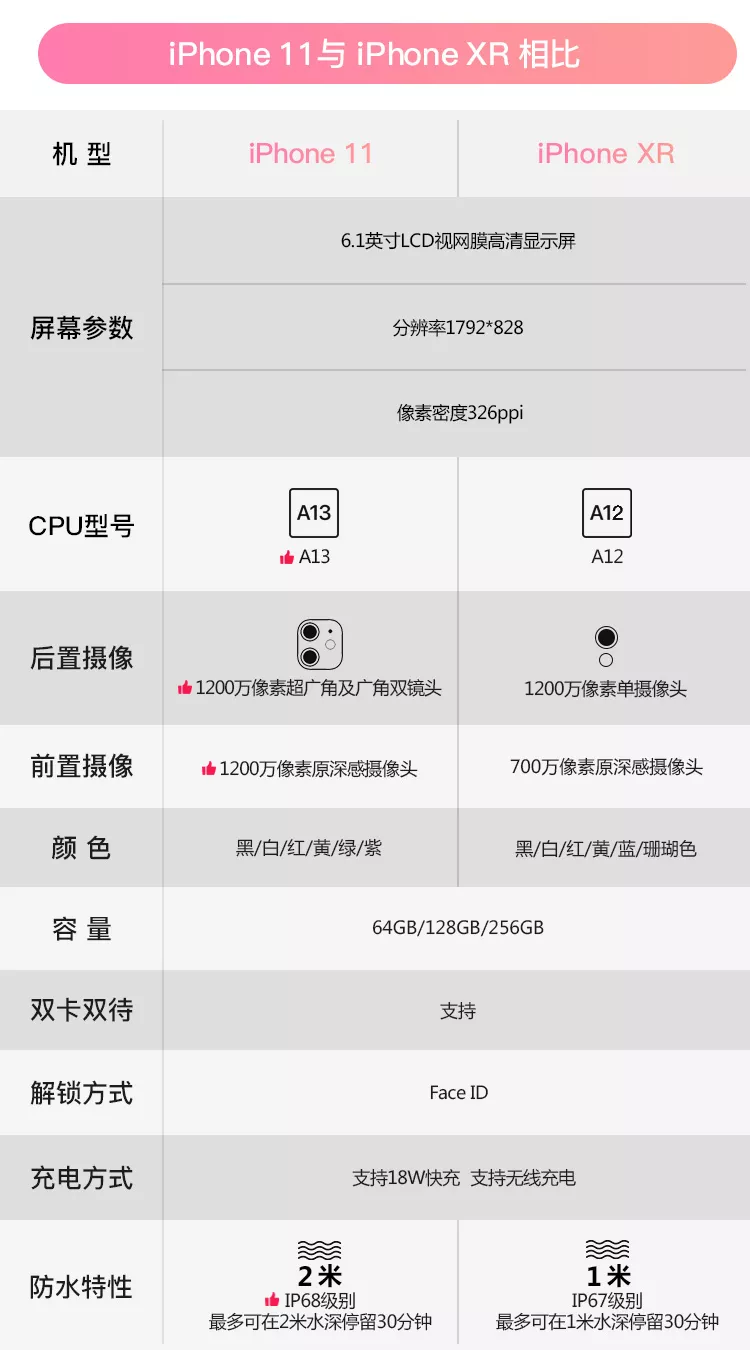 iPhone 11与 iPhone XR 相比
机 型
iPhone 11
iPhone XR
屏幕参数
6.1英寸LCD视网膜高清显示屏
分辨率1792*828
像素密度326ppi
CPU型号
A13
A13
A12
A12
后置摄像
1200万像素超广角及广角双镜头
1200万像素单摄像头
前置摄像
1200万像素原深感摄像头
700万像素原深感摄像头
颜 色
黑/白/红/黄/绿/紫
黑/白/红/黄/蓝/珊瑚色
容 量
64GB/128GB/256GB
双卡双待
支持
解锁方式
Face ID
充电方式
支持18W快充 支持无线充电
防水特性
2米
IP68级别
最多可在2米水深停留30分钟
1米
IP67级别
最多可在1米水深停留30分钟